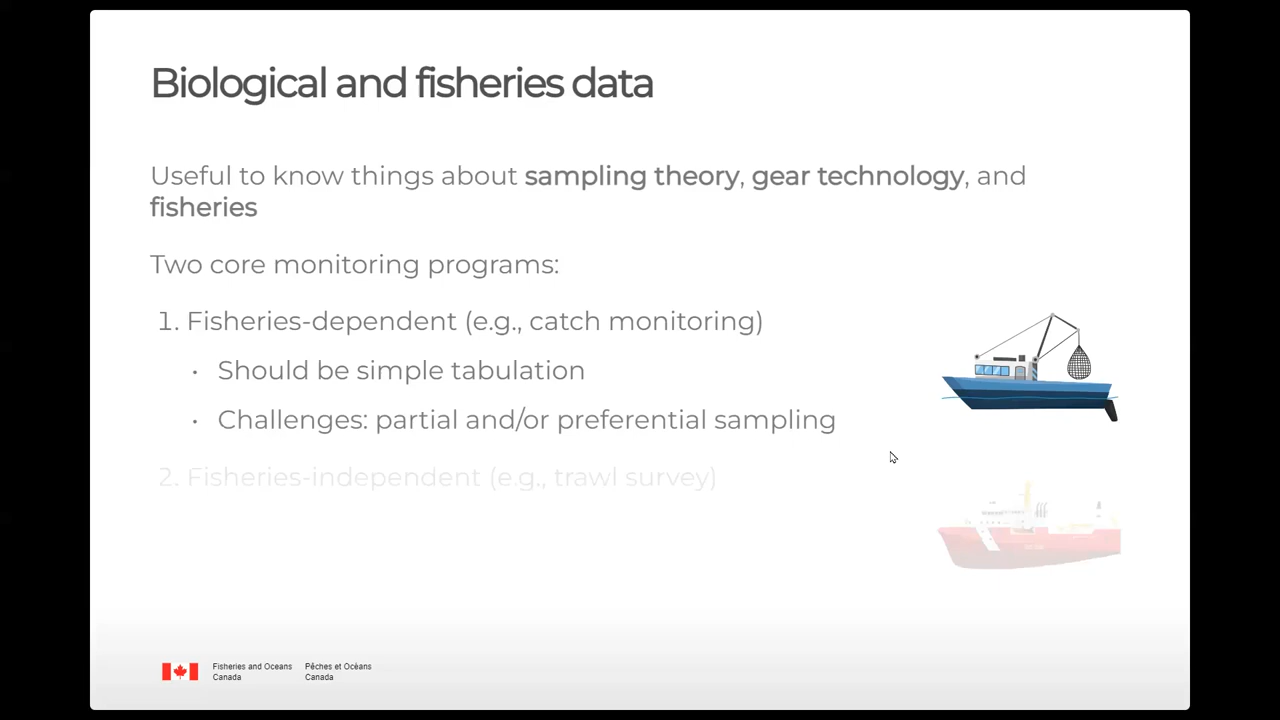 Biological and fisheries data
Useful to know things about sampling theory, gear technology, and
fisheries
Two core monitoring programs:
1. Fisheries-dependent (e.g., catch monitoring)
• Should be simple tabulation
• Challenges: partial and/or preferential sampling
2. Fisheries-independent (e.g., trawl survey)
Fisheries and Oceans
Canada
Pêches et Océans
Canada